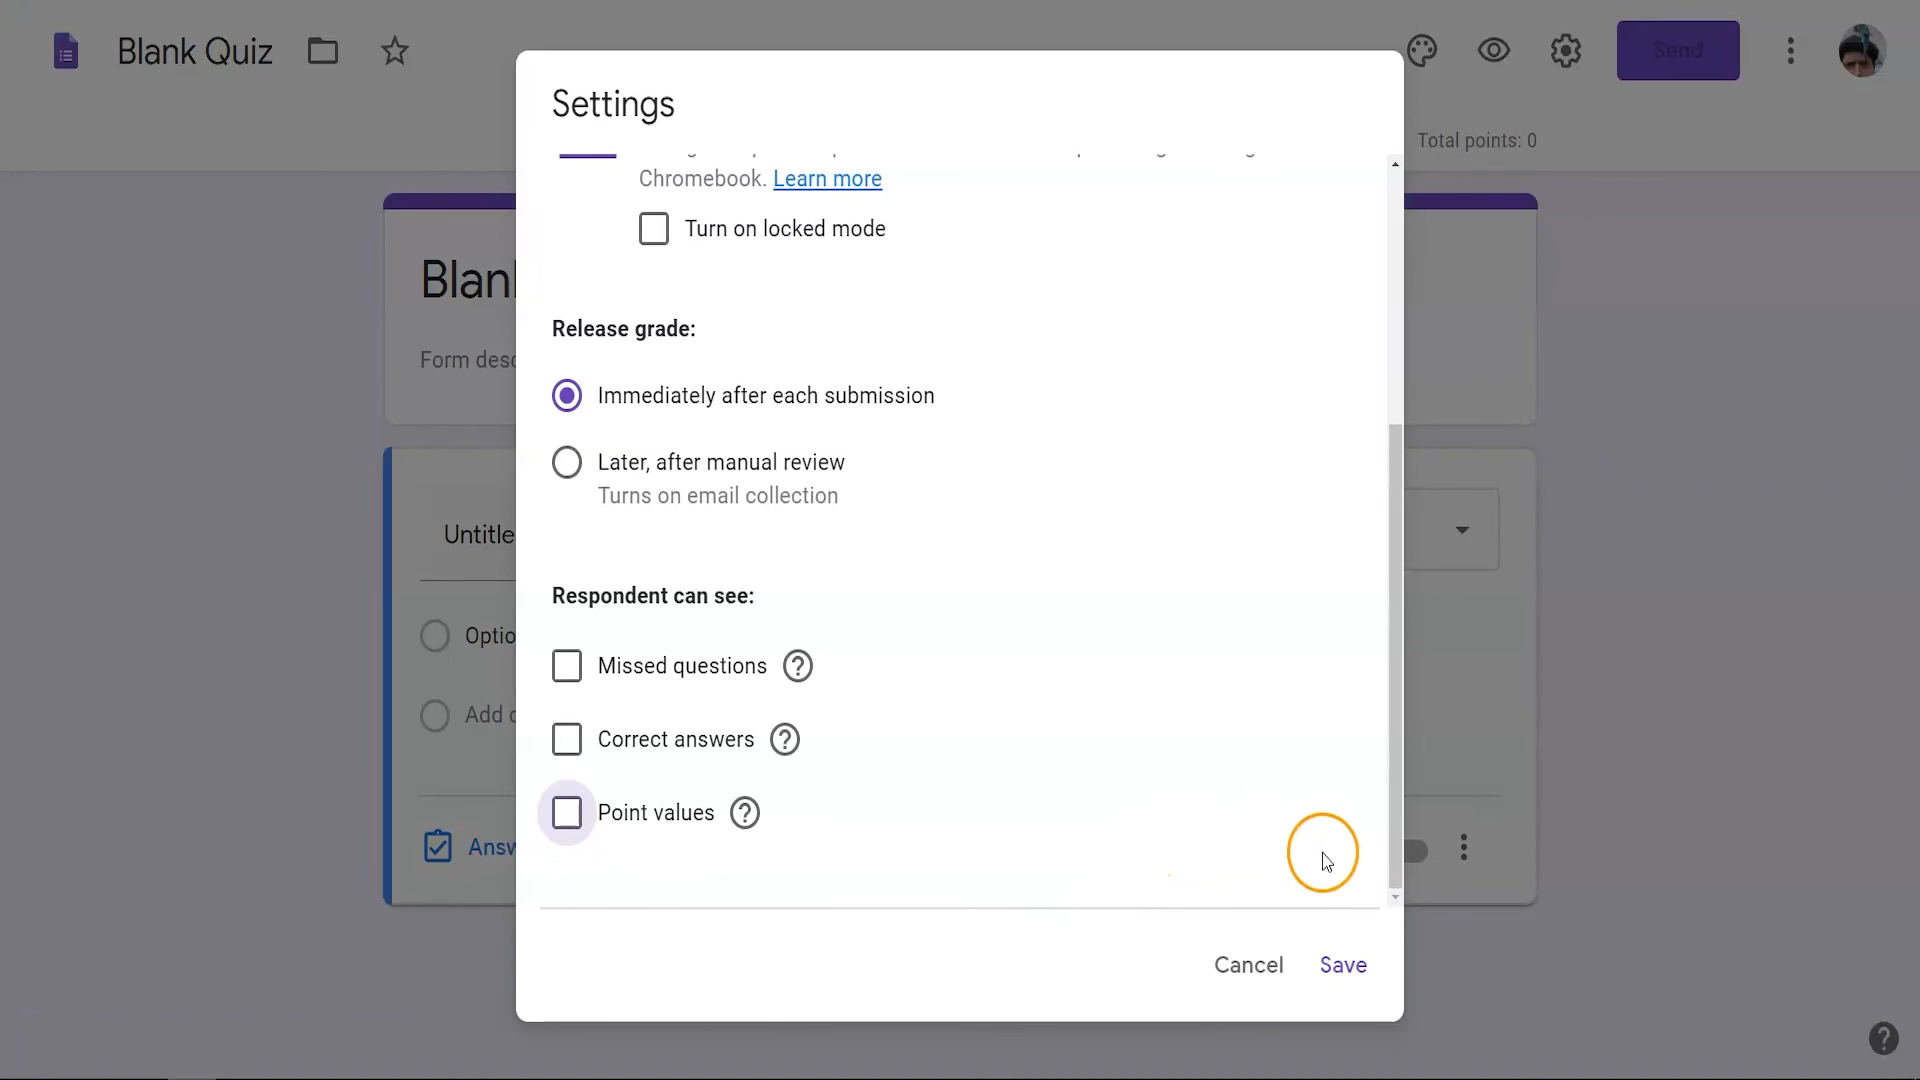 Blank Quiz
Send
Settings
Total points: 0
Chromebook. Learn more
Turn on locked mode
Release grade:
Form desc
Immediately after each submission
Later, after manual review
Turns on email collection
Untitle
Respondent can see:
Optio
Missed questions
Add
Correct answers
Point values
Answ
Cancel
Save